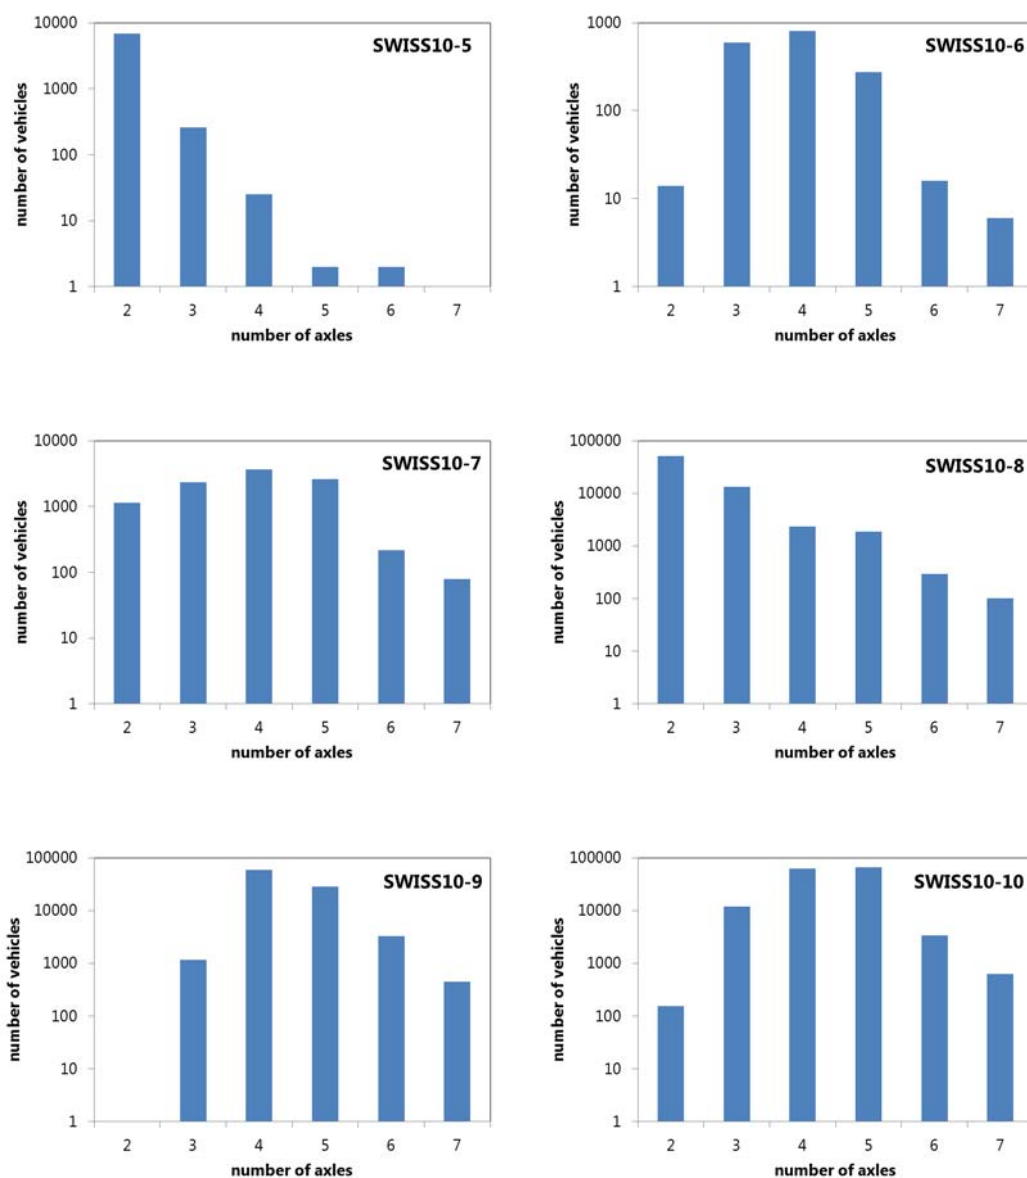 SWISS10-5
10000
1000
100
10
1
number of vehicles
2 3 4 5 6 7
number of axles
SWISS10-6
1000
100
10
1
number of vehicles
2 3 4 5 6 7
number of axles
SWISS10-7
10000
1000
100
10
1
number of vehicles
2 3 4 5 6 7
number of axles
SWISS10-8
100000
10000
1000
100
10
1
number of vehicles
2 3 4 5 6 7
number of axles
SWISS10-9
100000
10000
1000
100
10
1
number of vehicles
2 3 4 5 6 7
number of axles
SWISS10-10
100000
10000
1000
100
10
1
number of vehicles
2 3 4 5 6 7
number of axles